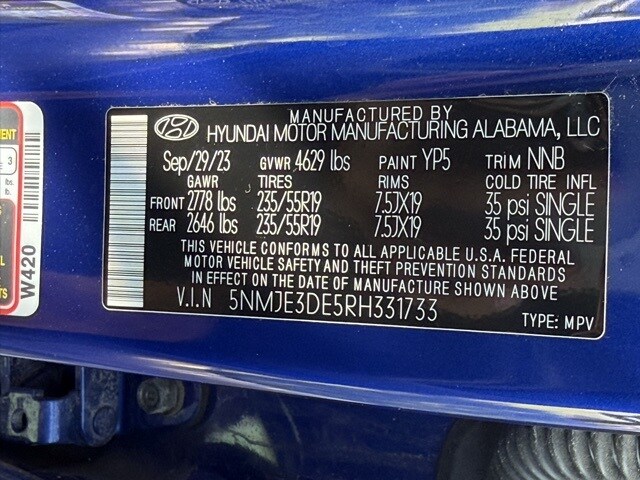 MANUFACTURED BY
HYUNDAI MOTOR MANUFACTURING ALABAMA, LLC
Sep/29/23 GVWR 4629 lbs PAINT YP5 TRIM NNB
GAWR TIRES RIMS COLD TIRE INFL
FRONT 2778 lbs 235/55R19 7.5JX19 35 psi SINGLE
REAR 2646 lbs 235/55R19 7.5JX19 35 psi SINGLE
THIS VEHICLE CONFORMS TO ALL APPLICABLE U.S.A. FEDERAL
MOTOR VEHICLE SAFETY AND THEFT PREVENTION STANDARDS
IN EFFECT ON THE DATE OF MANUFACTURE SHOWN ABOVE
V.I.N 5NMJE3DE5RH331733
TYPE: MPV
3
lbs.
W420